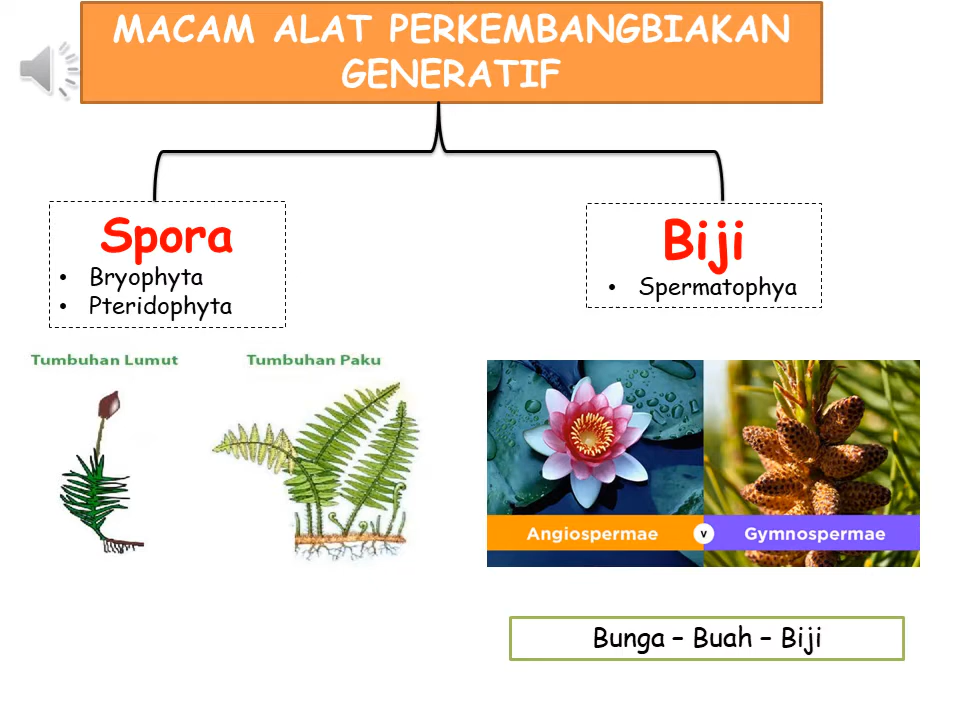 MACAM ALAT PERKEMBANGBIAKAN
GENERATIF
Spora
• Bryophyta
• Pteridophyta
Biji
• Spermatophya
Tumbuhan Lumut
Tumbuhan Paku
Angiospermae v Gymnospermae
Bunga – Buah – Biji